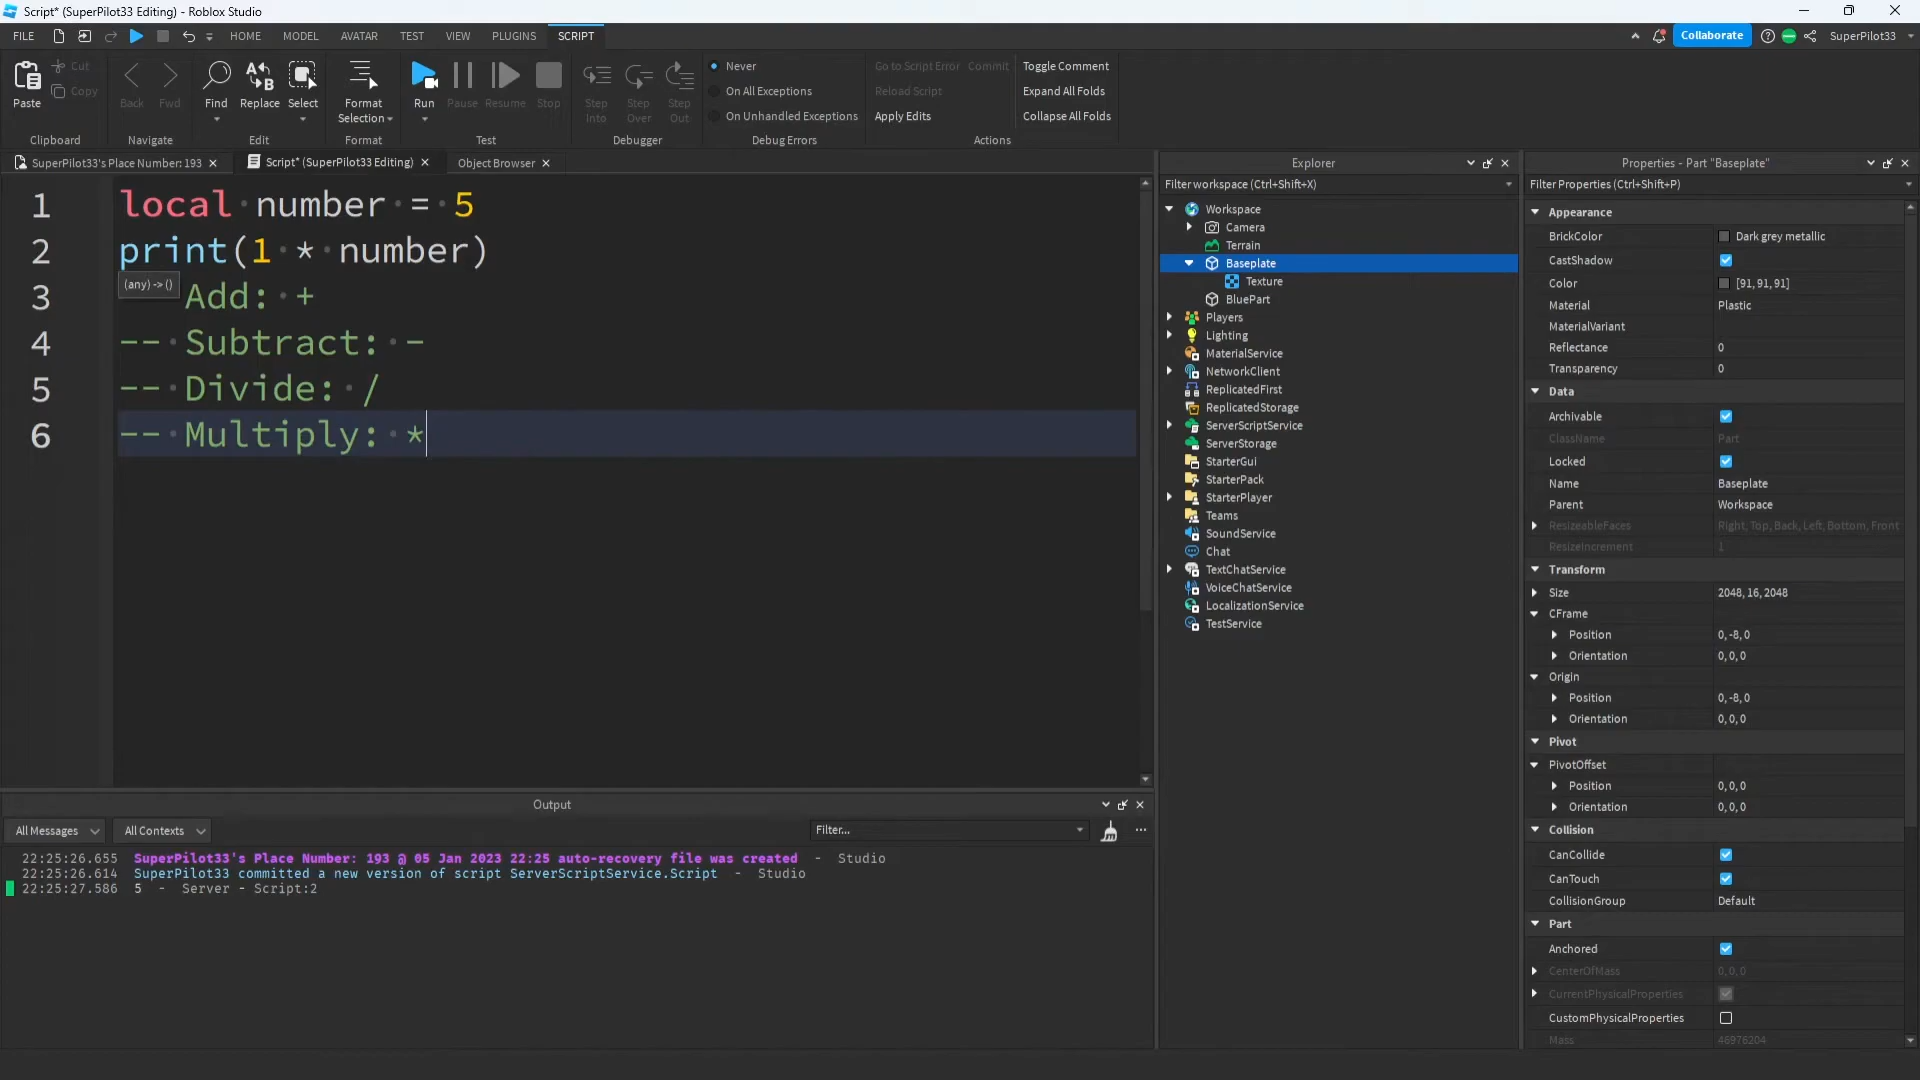 Script* (SuperPilot33 Editing) - Roblox Studio
FILE HOME MODEL AVATAR TEST VIEW PLUGINS SCRIPT Collaborate SuperPilot33
Paste Cut Copy Clipboard
Back Fwd Navigate
Find Replace Select Edit
Format Selection Format
Run Pause Resume Stop Test
Step Into Step Over Step Out Debugger
Never
On All Exceptions
On Unhandled Exceptions
Debug Errors
Go to Script Error Commit
Reload Script
Apply Edits
Toggle Comment
Expand All Folds
Collapse All Folds
Actions
SuperPilot33's Place Number: 193 Script* (SuperPilot33 Editing) Object Browser
1 local number = 5
2 print(1 * number)
(any) -> ()
3 Add: +
4 -- Subtract: -
5 -- Divide: /
6 -- Multiply: *
Output
All Messages All Contexts Filter...
22:25:26.655 SuperPilot33's Place Number: 193 @ 05 Jan 2023 22:25 auto-recovery file was created - Studio
22:25:26.614 SuperPilot33 committed a new version of script ServerScriptService.Script - Studio
22:25:27.586 5 - Server - Script:2
Explorer
Filter workspace (Ctrl+Shift+X)
Workspace
Camera
Terrain
Baseplate
Texture
BluePart
Players
Lighting
MaterialService
NetworkClient
ReplicatedFirst
ReplicatedStorage
ServerScriptService
ServerStorage
StarterGui
StarterPack
StarterPlayer
Teams
SoundService
Chat
TextChatService
VoiceChatService
LocalizationService
TestService
Properties - Part "Baseplate"
Filter Properties (Ctrl+Shift+P)
Appearance
BrickColor Dark grey metallic
CastShadow
Color [91, 91, 91]
Material Plastic
MaterialVariant
Reflectance 0
Transparency 0
Data
Archivable
ClassName Part
Locked
Name Baseplate
Parent Workspace
ResizeableFaces Right, Top, Back, Left, Bottom, Front
ResizeIncrement 1
Transform
Size 2048, 16, 2048
CFrame
Position 0, -8, 0
Orientation 0, 0, 0
Origin
Position 0, -8, 0
Orientation 0, 0, 0
Pivot
PivotOffset
Position 0, 0, 0
Orientation 0, 0, 0
Collision
CanCollide
CanTouch
CollisionGroup Default
Part
Anchored
CenterOfMass 0, 0, 0
CurrentPhysicalProperties
CustomPhysicalProperties
Mass 46976204